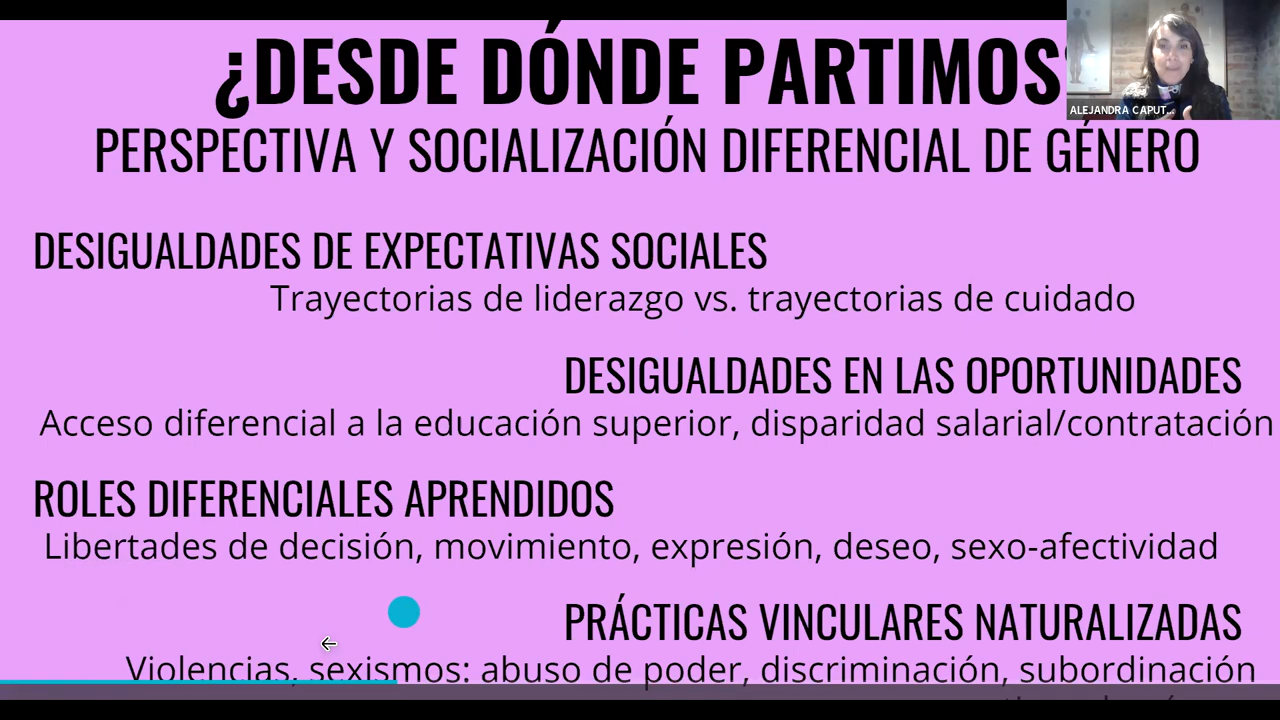 ¿DESDE DÓNDE PARTIMOS?
ALEJANDRA CAPUT...
PERSPECTIVA Y SOCIALIZACIÓN DIFERENCIAL DE GÉNERO
DESIGUALDADES DE EXPECTATIVAS SOCIALES
Trayectorias de liderazgo vs. trayectorias de cuidado
DESIGUALDADES EN LAS OPORTUNIDADES
Acceso diferencial a la educación superior, disparidad salarial/contratación
ROLES DIFERENCIALES APRENDIDOS
Libertades de decisión, movimiento, expresión, deseo, sexo-afectividad
PRÁCTICAS VINCULARES NATURALIZADAS
Violencias, sexismos: abuso de poder, discriminación, subordinación